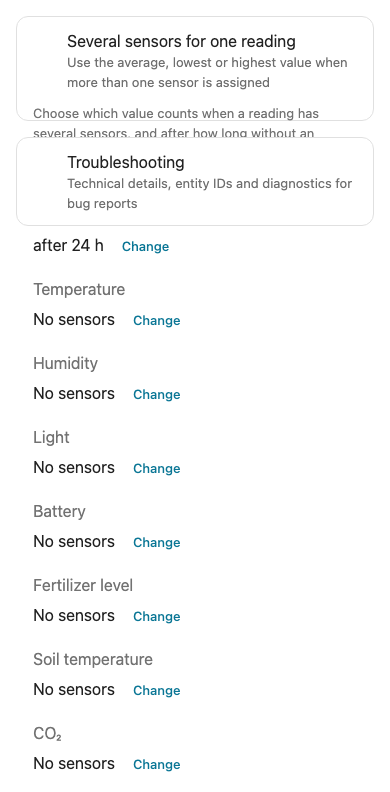 Several sensors for one reading
Use the average, lowest or highest value when
more than one sensor is assigned
Choose which value counts when a reading has
several sensors, and after how long without an
Troubleshooting
Technical details, entity IDs and diagnostics for
bug reports
after 24 h Change
Temperature
No sensors Change
Humidity
No sensors Change
Light
No sensors Change
Battery
No sensors Change
Fertilizer level
No sensors Change
Soil temperature
No sensors Change
CO₂
No sensors Change